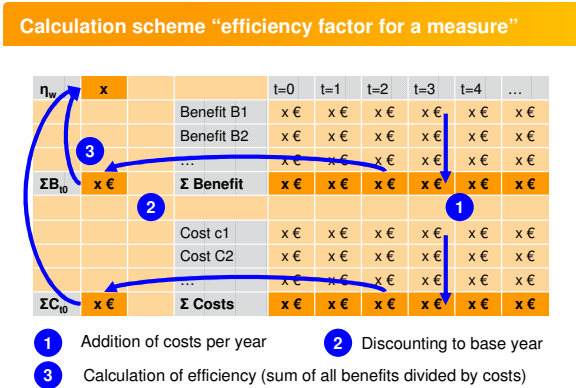 Calculation scheme “efficiency factor for a measure”
ηw x t=0 t=1 t=2 t=3 t=4 …
Benefit B1 x € x € x € x € x € x €
Benefit B2 x € x € x € x € x € x €
3
… x € x € x € x € x € x €
ΣBt0 x € Σ Benefit x € x € x € x € x € x €
2 1
Cost c1 x € x € x € x € x € x €
Cost C2 x € x € x € x € x € x €
… x € x € x € x € x € x €
ΣCt0 x € Σ Costs x € x € x € x € x € x €
1 Addition of costs per year 2 Discounting to base year
3 Calculation of efficiency (sum of all benefits divided by costs)